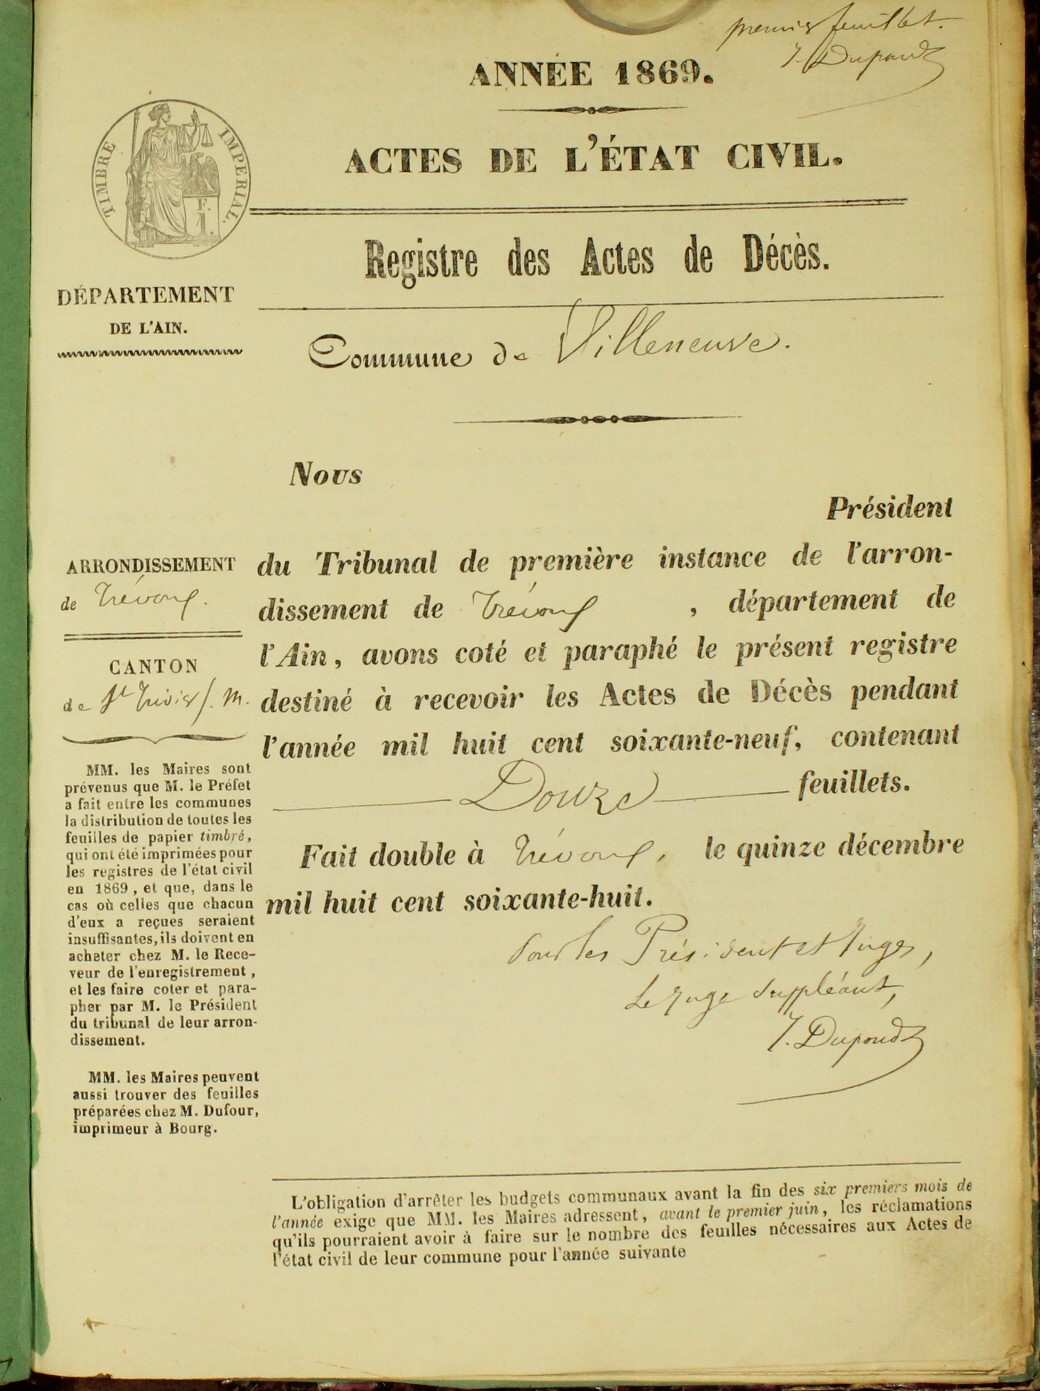 premier feuillet.
J. Dupond
ANNÉE 1869.
TIMBRE IMPÉRIAL.
F.
1.
ACTES DE L'ÉTAT CIVIL.
Registre des Actes de Décès.
DÉPARTEMENT
DE L'AIN.
Commune de Villeneuve.
Nous
Président
du Tribunal de première instance de l'arron-
dissement de Trévoux, département de
l'Ain, avons coté et paraphé le présent registre
destiné à recevoir les Actes de Décès pendant
l'année mil huit cent soixante-neuf, contenant
Douze feuillets.
Fait double à Trévoux, le quinze décembre
mil huit cent soixante-huit.
Pour les Président et Juges,
Le Juge suppléant,
J. Dupond
ARRONDISSEMENT
de Trévoux.
CANTON
de St Trivier s. M.
MM. les Maires sont
prévenus que M. le Préfet
a fait entre les communes
la distribution de toutes les
feuilles de papier timbré,
qui ont été imprimées pour
les registres de l'état civil
en 1869, et que, dans le
cas où celles que chacun
d'eux a reçues seraient
insuffisantes, ils doivent en
acheter chez M. le Rece-
veur de l'enregistrement,
et les faire coter et para-
pher par M. le Président
du tribunal de leur arron-
dissement.
MM. les Maires peuvent
aussi trouver des feuilles
préparées chez M. Dufour,
imprimeur à Bourg.
L'obligation d'arrêter les budgets communaux avant la fin des six premiers mois de
l'année exige que MM. les Maires adressent, avant le premier juin, les réclamations
qu'ils pourraient avoir à faire sur le nombre des feuilles nécessaires aux Actes de
l'état civil de leur commune pour l'année suivante